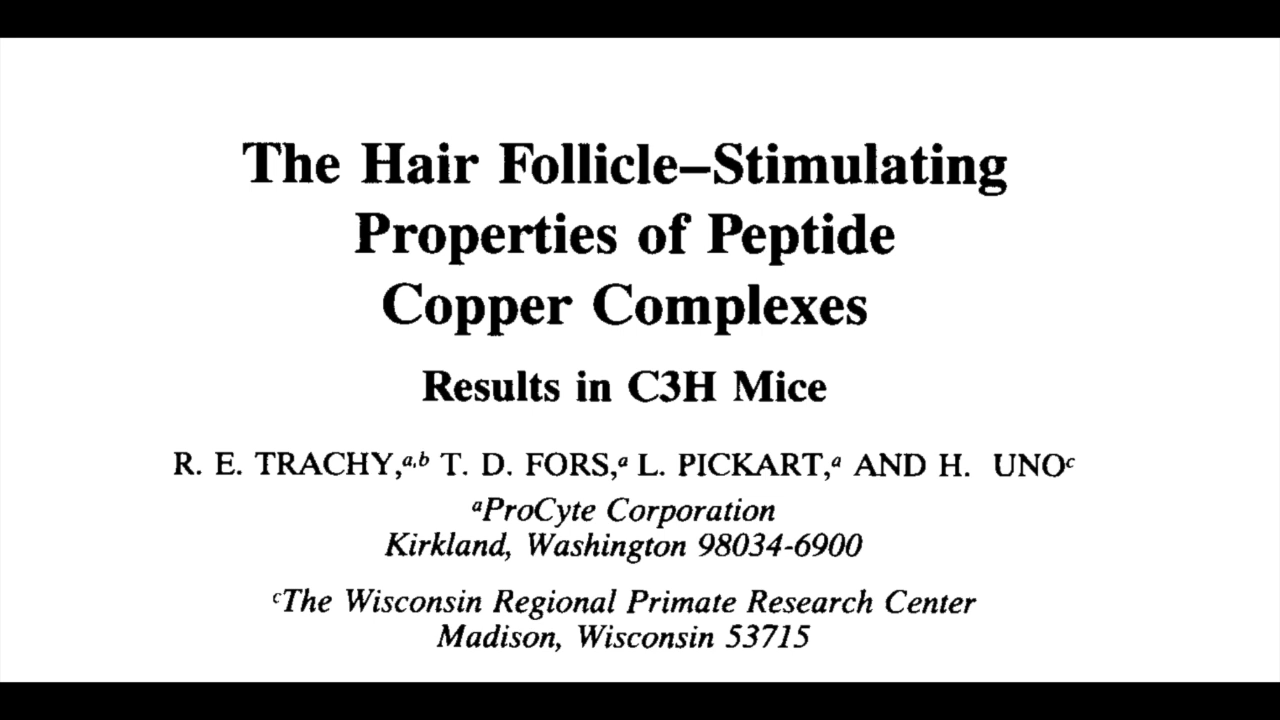 The Hair Follicle–Stimulating
Properties of Peptide
Copper Complexes
Results in C3H Mice
R. E. TRACHY,a,b T. D. FORS,a L. PICKART,a AND H. UNOc
aProCyte Corporation
Kirkland, Washington 98034-6900
cThe Wisconsin Regional Primate Research Center
Madison, Wisconsin 53715